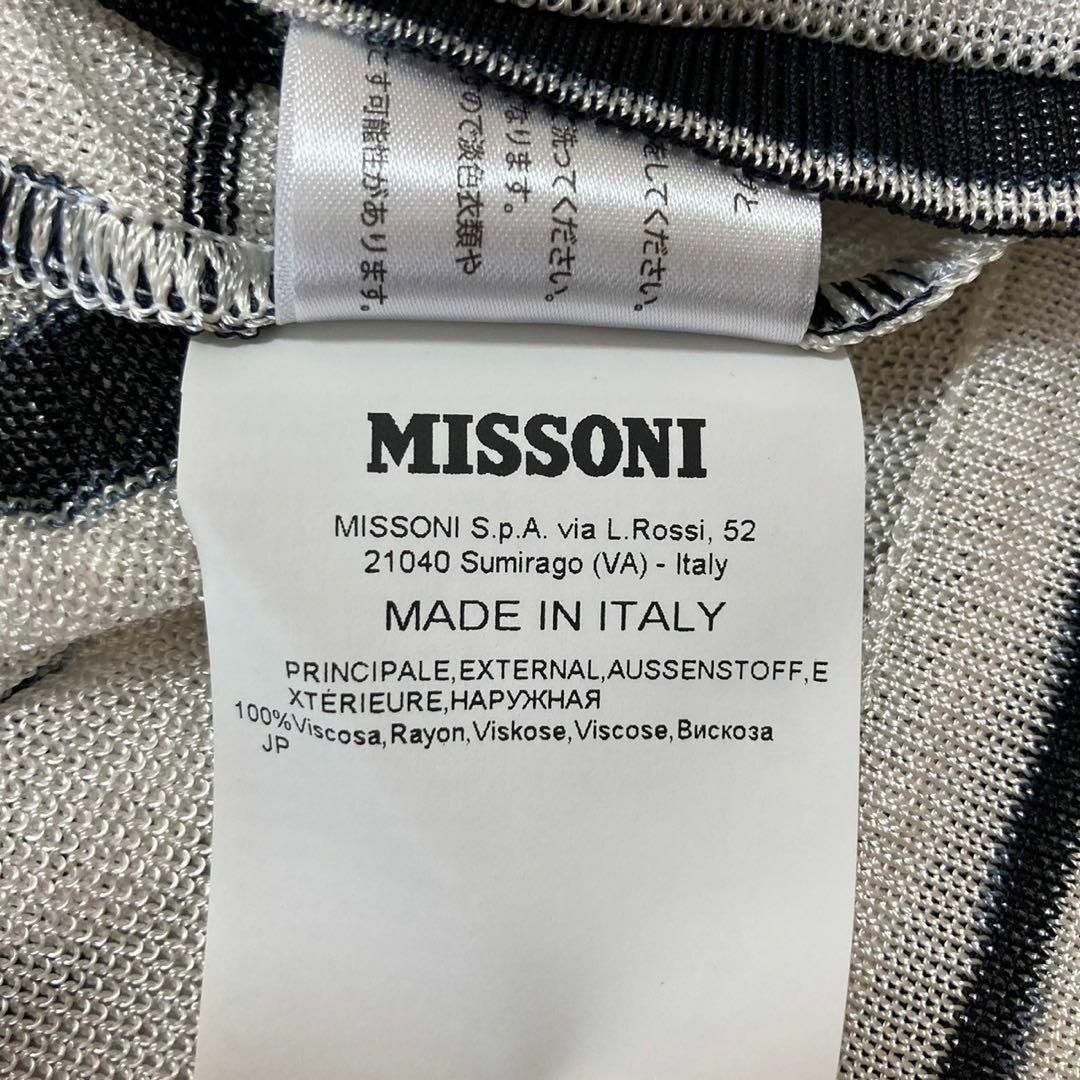 してください。
洗ってください。
なります。
ので淡色衣類や
す可能性があります。
MISSONI
MISSONI S.p.A. via L.Rossi, 52
21040 Sumirago (VA) - Italy
MADE IN ITALY
PRINCIPALE,EXTERNAL,AUSSENSTOFF,E
XTÉRIEURE,НАРУЖНАЯ
100%Viscosa,Rayon,Viskose,Viscose,Вискоза
JP